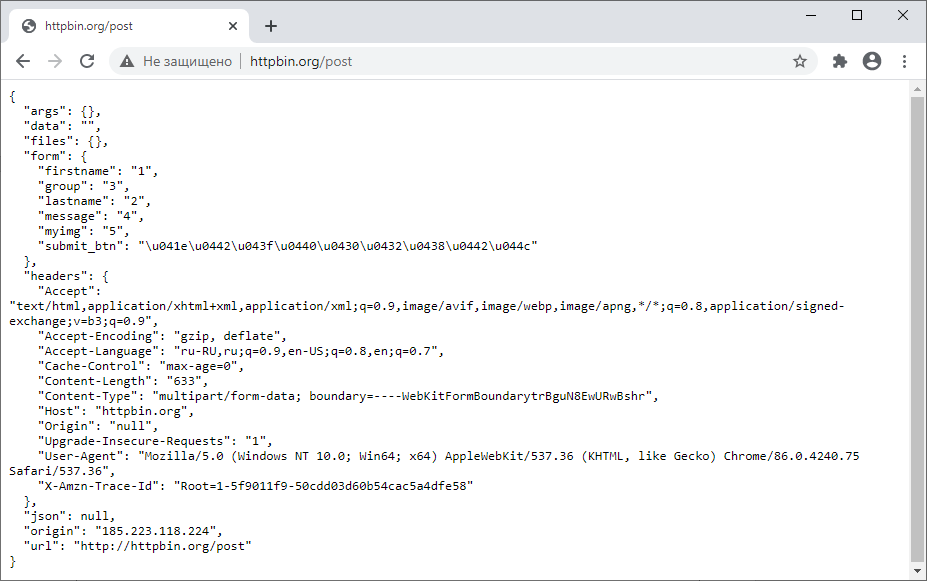 httpbin.org/post
Не защищено
httpbin.org/post
{
  "args": {},
  "data": "",
  "files": {},
  "form": {
    "firstname": "1",
    "group": "3",
    "lastname": "2",
    "message": "4",
    "myimg": "5",
    "submit_btn": "\u041e\u0442\u043f\u0440\u0430\u0432\u0438\u0442\u044c"
  },
  "headers": {
    "Accept":
"text/html,application/xhtml+xml,application/xml;q=0.9,image/avif,image/webp,image/apng,*/*;q=0.8,application/signed-
exchange;v=b3;q=0.9",
    "Accept-Encoding": "gzip, deflate",
    "Accept-Language": "ru-RU,ru;q=0.9,en-US;q=0.8,en;q=0.7",
    "Cache-Control": "max-age=0",
    "Content-Length": "633",
    "Content-Type": "multipart/form-data; boundary=----WebKitFormBoundarytrBguN8EwURwBshr",
    "Host": "httpbin.org",
    "Origin": "null",
    "Upgrade-Insecure-Requests": "1",
    "User-Agent": "Mozilla/5.0 (Windows NT 10.0; Win64; x64) AppleWebKit/537.36 (KHTML, like Gecko) Chrome/86.0.4240.75
Safari/537.36",
    "X-Amzn-Trace-Id": "Root=1-5f9011f9-50cdd03d60b54cac5a4dfe58"
  },
  "json": null,
  "origin": "185.223.118.224",
  "url": "http://httpbin.org/post"
}